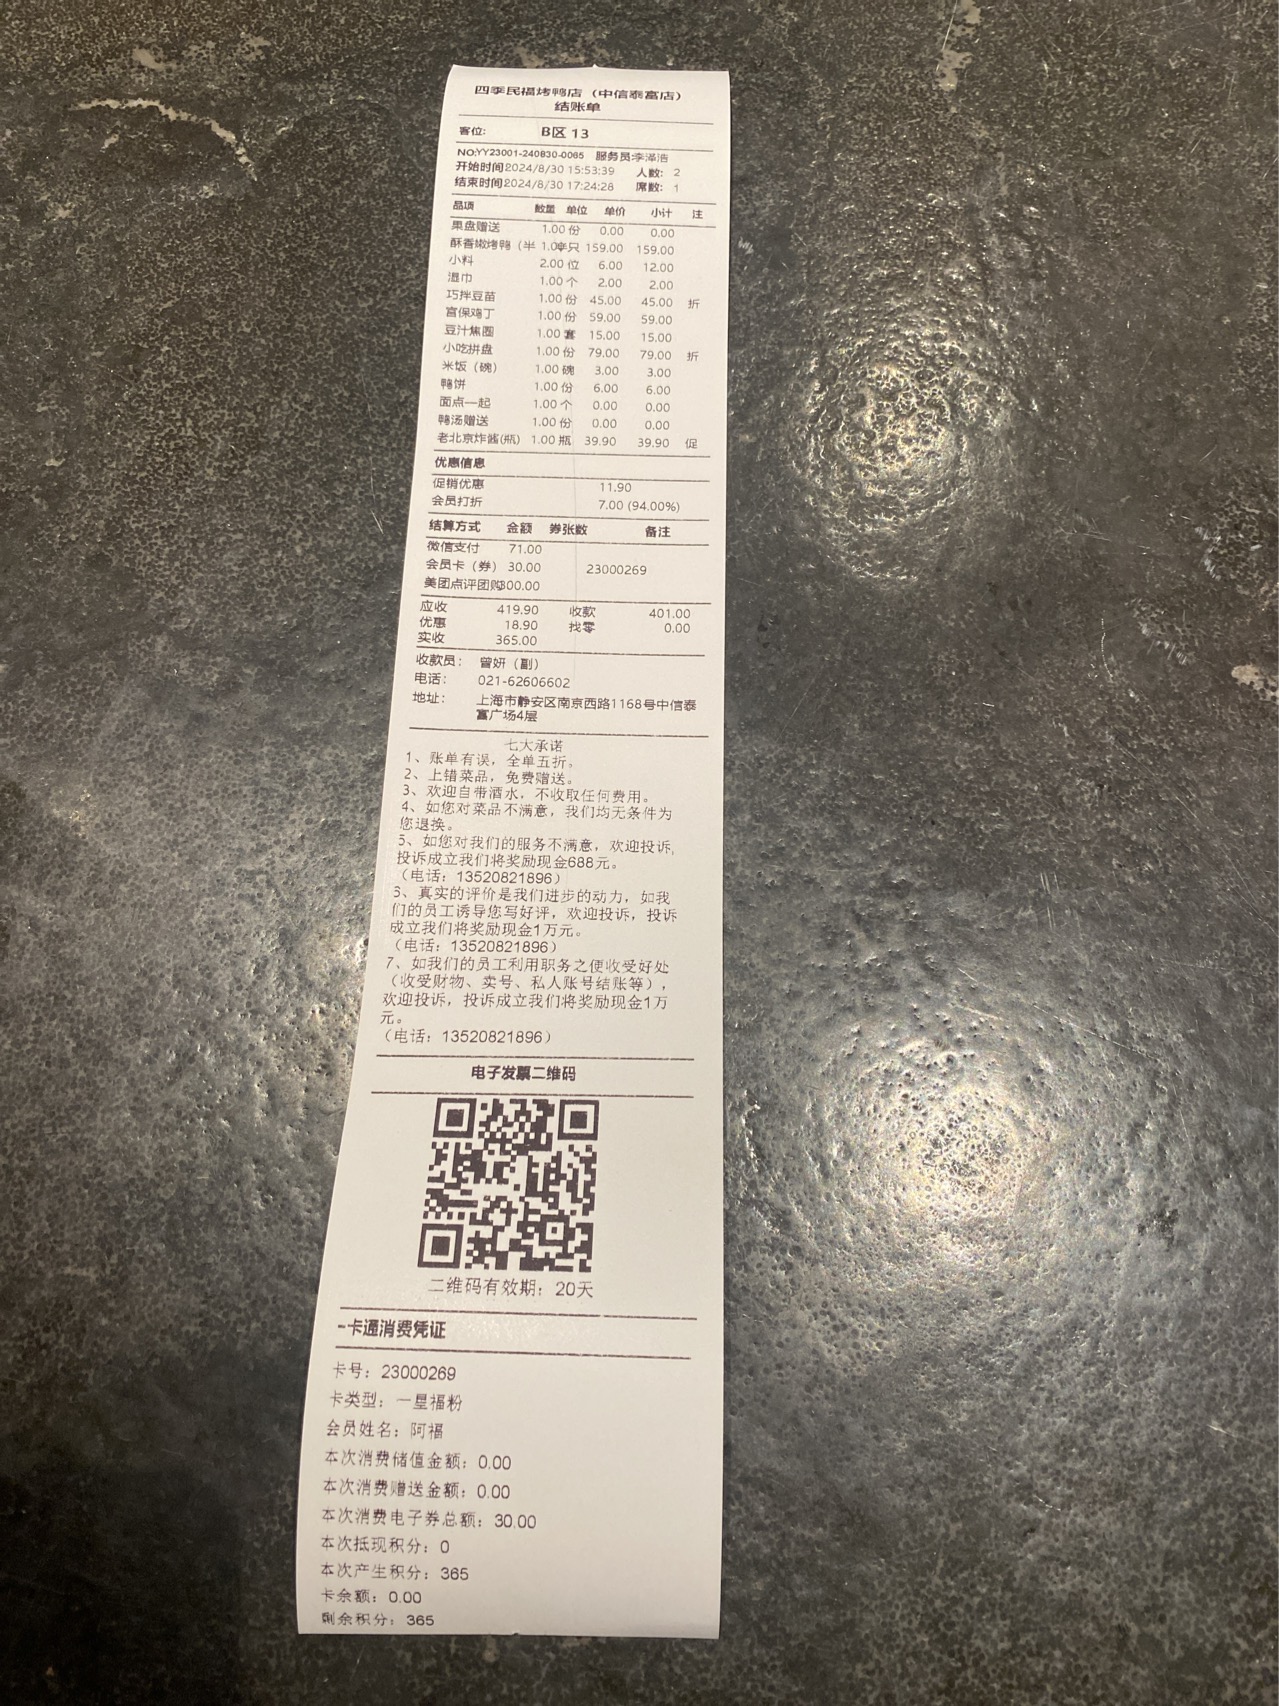 四季民福烤鸭店（中信泰富店）
结账单
客位: B区 13
NO:YY23001-240830-0065 服务员:李泽浩
开始时间2024/8/30 15:53:39 人数: 2
结束时间2024/8/30 17:24:28 席数: 1
品项 数量 单位 单价 小计 注
果盘赠送 1.00 份 0.00 0.00
酥香嫩烤鸭（半 1.0半只 159.00 159.00
小料 2.00 位 6.00 12.00
湿巾 1.00 个 2.00 2.00
巧拌豆苗 1.00 份 45.00 45.00 折
宫保鸡丁 1.00 份 59.00 59.00
豆汁焦圈 1.00 套 15.00 15.00
小吃拼盘 1.00 份 79.00 79.00 折
米饭（碗） 1.00 碗 3.00 3.00
鸭饼 1.00 份 6.00 6.00
面点一起 1.00 个 0.00 0.00
鸭汤赠送 1.00 份 0.00 0.00
老北京炸酱(瓶) 1.00 瓶 39.90 39.90 促
优惠信息
促销优惠 11.90
会员打折 7.00 (94.00%)
结算方式 金额 券张数 备注
微信支付 71.00
会员卡（券） 30.00 23000269
美团点评团购300.00
应收 419.90 收款 401.00
优惠 18.90 找零 0.00
实收 365.00
收款员: 曾妍（副）
电话: 021-62606602
地址: 上海市静安区南京西路1168号中信泰
富广场4层
七大承诺
1、账单有误，全单五折。
2、上错菜品，免费赠送。
3、欢迎自带酒水，不收取任何费用。
4、如您对菜品不满意，我们均无条件为
您退换。
5、如您对我们的服务不满意，欢迎投诉,
投诉成立我们将奖励现金688元。
（电话：13520821896）
6、真实的评价是我们进步的动力，如我
们的员工诱导您写好评，欢迎投诉，投诉
成立我们将奖励现金1万元。
（电话：13520821896）
7、如我们的员工利用职务之便收受好处
（收受财物、卖号、私人账号结账等），
欢迎投诉，投诉成立我们将奖励现金1万
元。
（电话：13520821896）
电子发票二维码
二维码有效期：20天
-卡通消费凭证
卡号：23000269
卡类型：一星福粉
会员姓名：阿福
本次消费储值金额：0.00
本次消费赠送金额：0.00
本次消费电子券总额：30.00
本次抵现积分：0
本次产生积分：365
卡余额：0.00
剩余积分：365